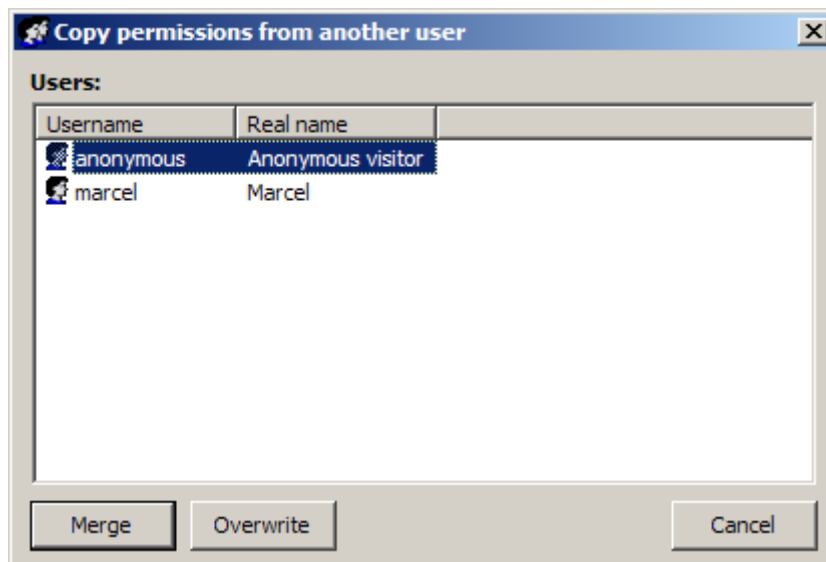 Copy permissions from another user
Users:
Username Real name
anonymous Anonymous visitor
marcel Marcel
Merge Overwrite Cancel